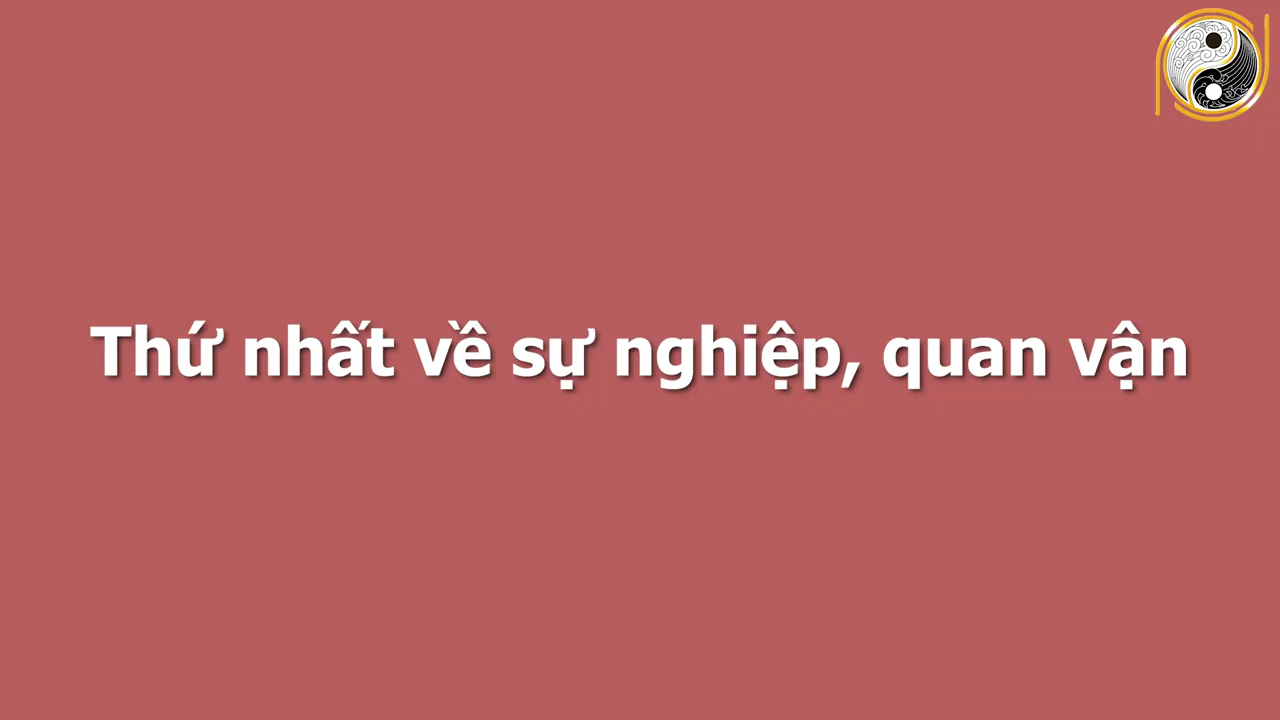 Thứ nhất về sự nghiệp, quan vận